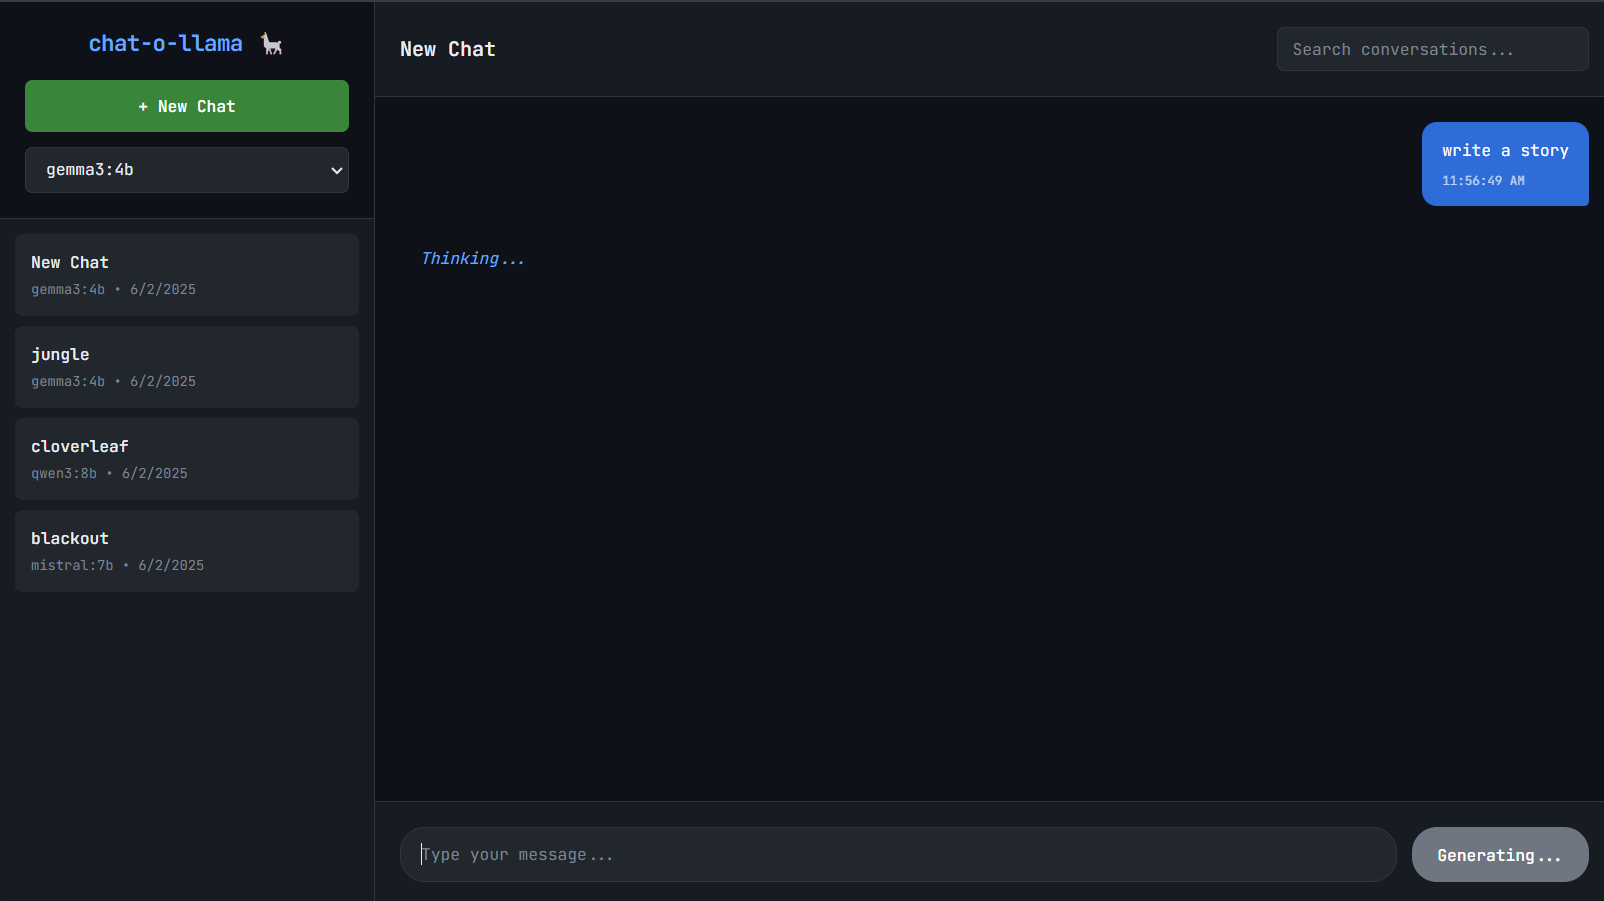 chat-o-llama 🦙
+ New Chat
gemma3:4b
New Chat
gemma3:4b • 6/2/2025
jungle
gemma3:4b • 6/2/2025
cloverleaf
qwen3:8b • 6/2/2025
blackout
mistral:7b • 6/2/2025
New Chat
Search conversations...
write a story
11:56:49 AM
Thinking...
Type your message...
Generating...